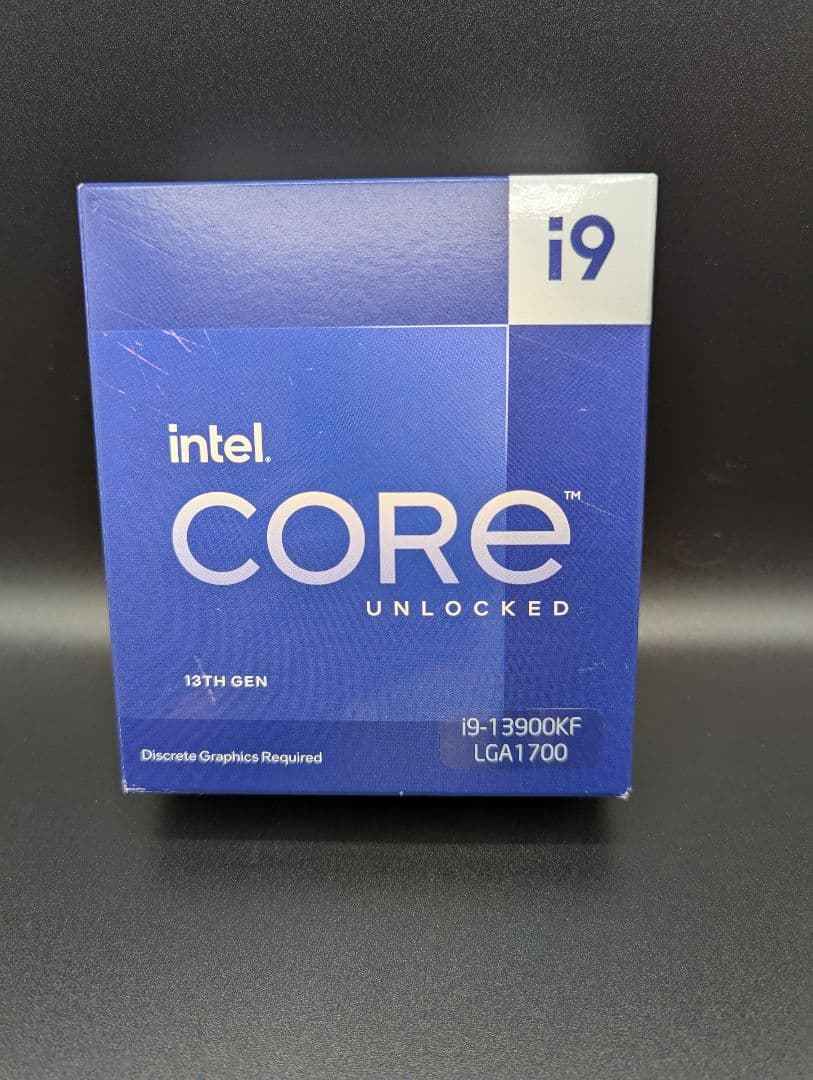 i9
intel.
CORe™
UNLOCKED
13TH GEN
i9-13900KF
LGA1700
Discrete Graphics Required